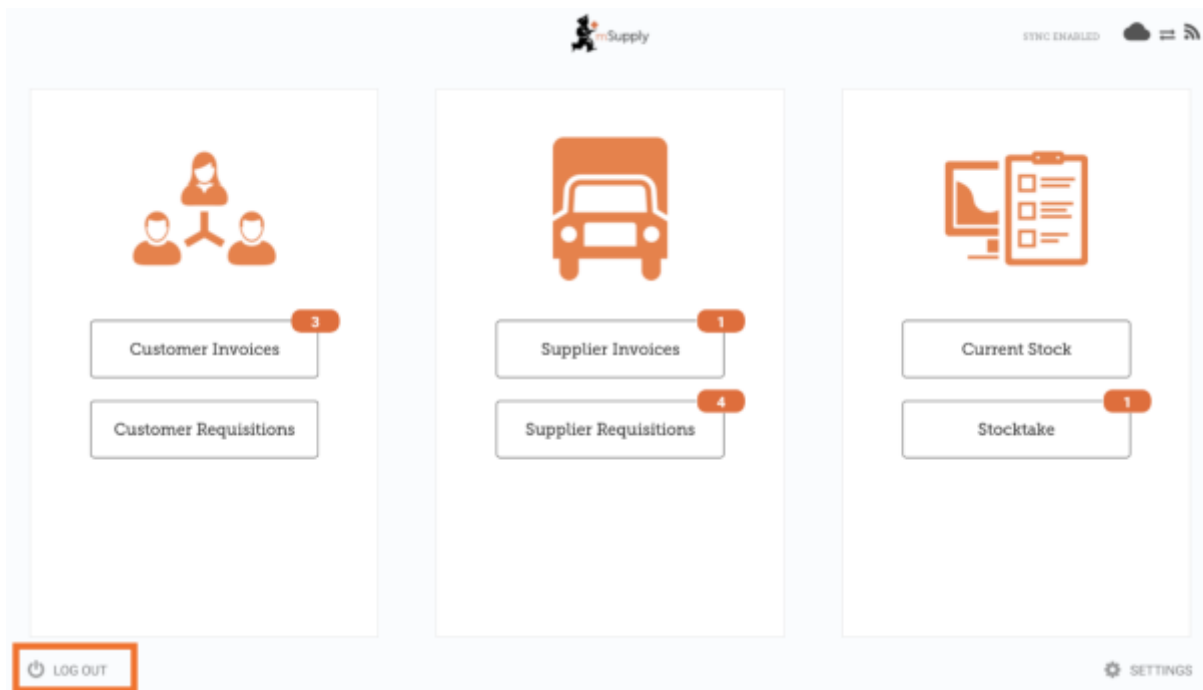 mSupply
SYNC ENABLED
3
Customer Invoices
Customer Requisitions
1
Supplier Invoices
4
Supplier Requisitions
Current Stock
1
Stocktake
LOG OUT
SETTINGS